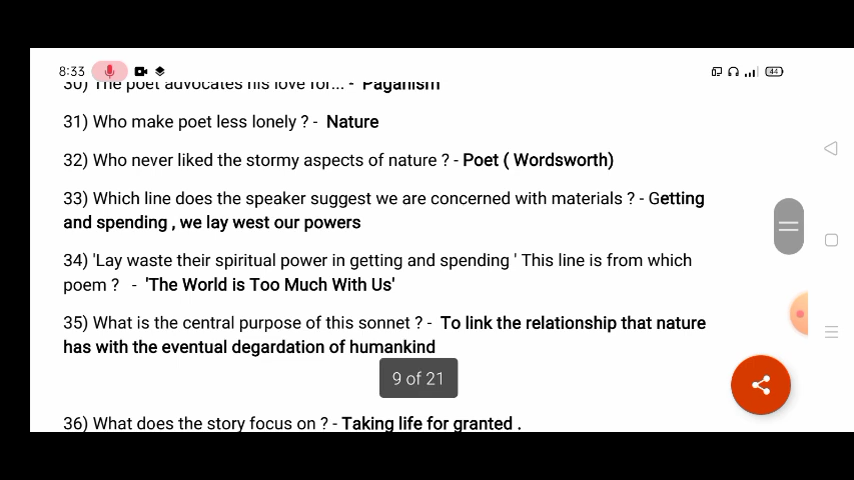 8:33
44
30) The poet advocates his love for... - Paganism
31) Who make poet less lonely ? - Nature
32) Who never liked the stormy aspects of nature ? - Poet ( Wordsworth)
33) Which line does the speaker suggest we are concerned with materials ? - Getting
and spending , we lay west our powers
34) 'Lay waste their spiritual power in getting and spending ' This line is from which
poem ? - 'The World is Too Much With Us'
35) What is the central purpose of this sonnet ? - To link the relationship that nature
has with the eventual degardation of humankind
9 of 21
36) What does the story focus on ? - Taking life for granted .